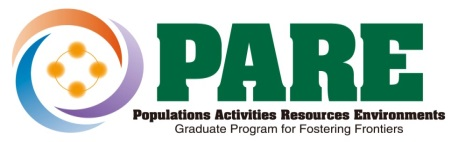 PARE
Populations Activities Resources Environments
Graduate Program for Fostering Frontiers